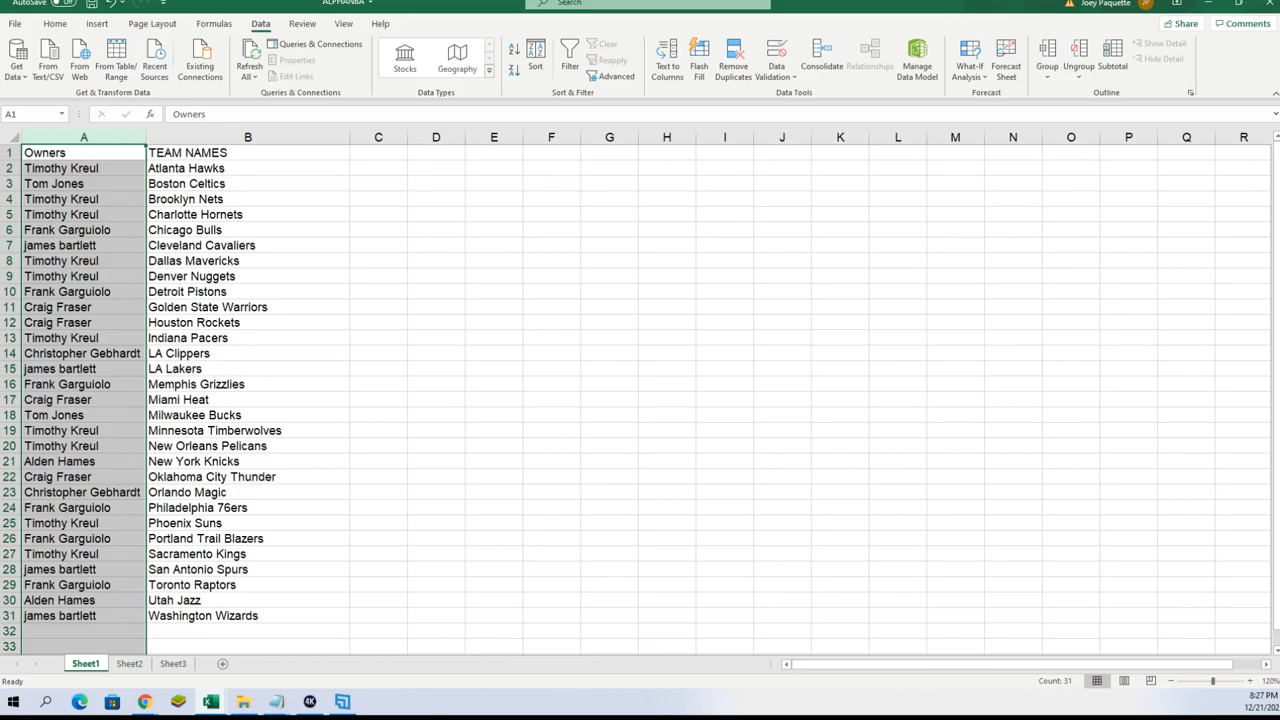 AutoSave Off ALPHANBA Search Joey Paquette JP
File Home Insert Page Layout Formulas Data Review View Help Share Comments
Get Data From Text/CSV From Web From Table/Range Recent Sources Existing Connections
Get & Transform Data
Refresh All Queries & Connections Properties Edit Links
Queries & Connections
Stocks Geography
Data Types
Sort Filter Clear Reapply Advanced
Sort & Filter
Text to Columns Flash Fill Remove Duplicates Data Validation Consolidate Relationships Manage Data Model
Data Tools
What-If Analysis Forecast Sheet
Forecast
Group Ungroup Subtotal Show Detail Hide Detail
Outline
A1 fx Owners
A B C D E F G H I J K L M N O P Q R
1 Owners TEAM NAMES
2 Timothy Kreul Atlanta Hawks
3 Tom Jones Boston Celtics
4 Timothy Kreul Brooklyn Nets
5 Timothy Kreul Charlotte Hornets
6 Frank Garguiolo Chicago Bulls
7 james bartlett Cleveland Cavaliers
8 Timothy Kreul Dallas Mavericks
9 Timothy Kreul Denver Nuggets
10 Frank Garguiolo Detroit Pistons
11 Craig Fraser Golden State Warriors
12 Craig Fraser Houston Rockets
13 Timothy Kreul Indiana Pacers
14 Christopher Gebhardt LA Clippers
15 james bartlett LA Lakers
16 Frank Garguiolo Memphis Grizzlies
17 Craig Fraser Miami Heat
18 Tom Jones Milwaukee Bucks
19 Timothy Kreul Minnesota Timberwolves
20 Timothy Kreul New Orleans Pelicans
21 Alden Hames New York Knicks
22 Craig Fraser Oklahoma City Thunder
23 Christopher Gebhardt Orlando Magic
24 Frank Garguiolo Philadelphia 76ers
25 Timothy Kreul Phoenix Suns
26 Frank Garguiolo Portland Trail Blazers
27 Timothy Kreul Sacramento Kings
28 james bartlett San Antonio Spurs
29 Frank Garguiolo Toronto Raptors
30 Alden Hames Utah Jazz
31 james bartlett Washington Wizards
32
33
Sheet1 Sheet2 Sheet3
Ready Count: 31 120%
8:27 PM
12/21/202